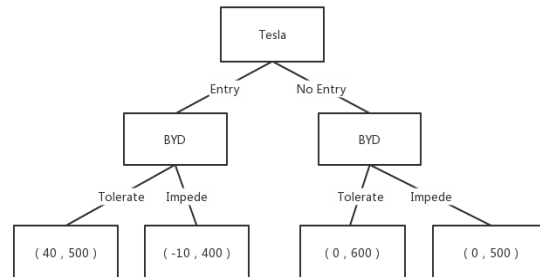 Tesla
Entry No Entry
BYD BYD
Tolerate Impede Tolerate Impede
( 40 , 500 ) ( -10 , 400 ) ( 0 , 600 ) ( 0 , 500 )